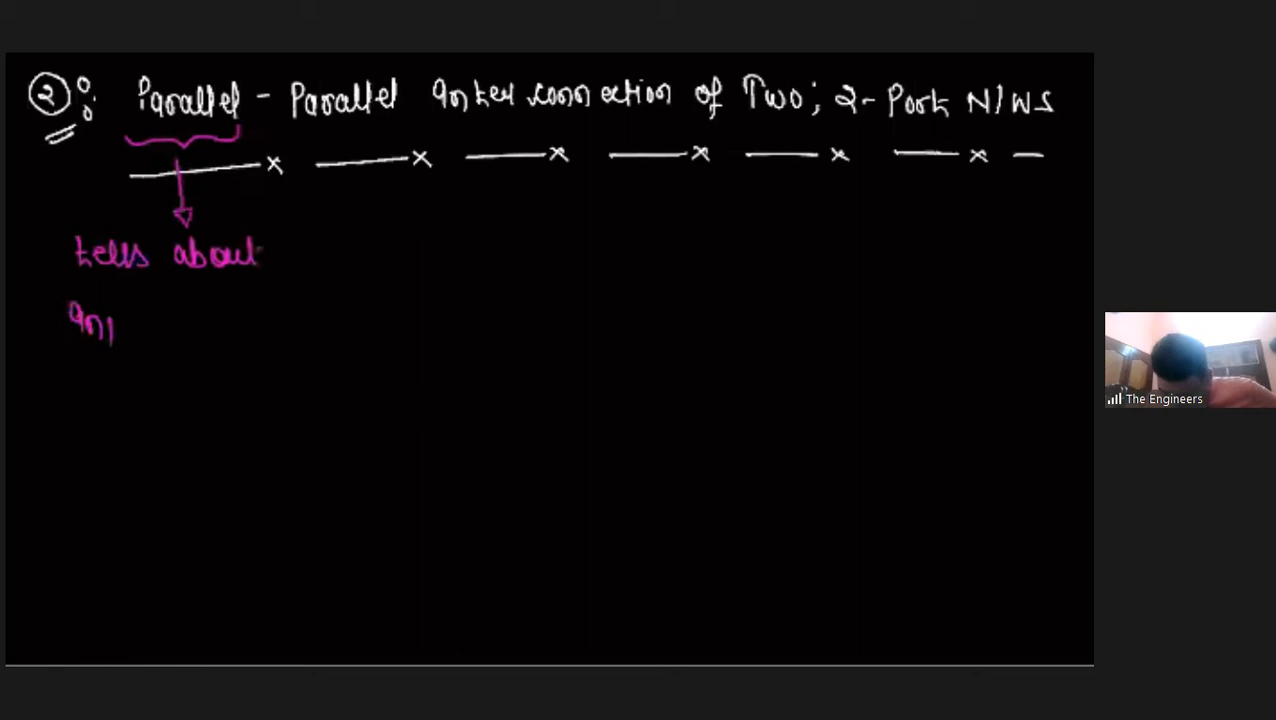 ② : Parallel - Parallel Interconnection of Two; 2-Port N/WS
tells about
The Engineers